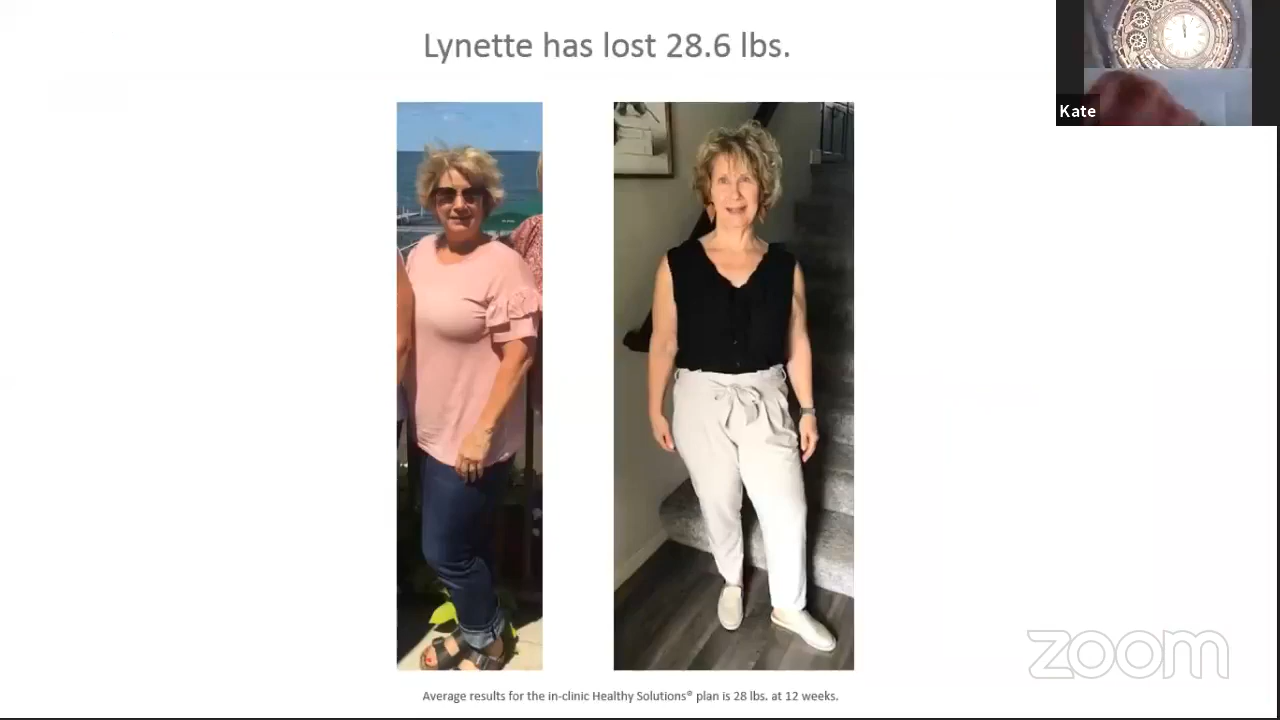 Lynette has lost 28.6 lbs.
Kate
zoom
Average results for the in-clinic Healthy Solutions® plan is 28 lbs. at 12 weeks.